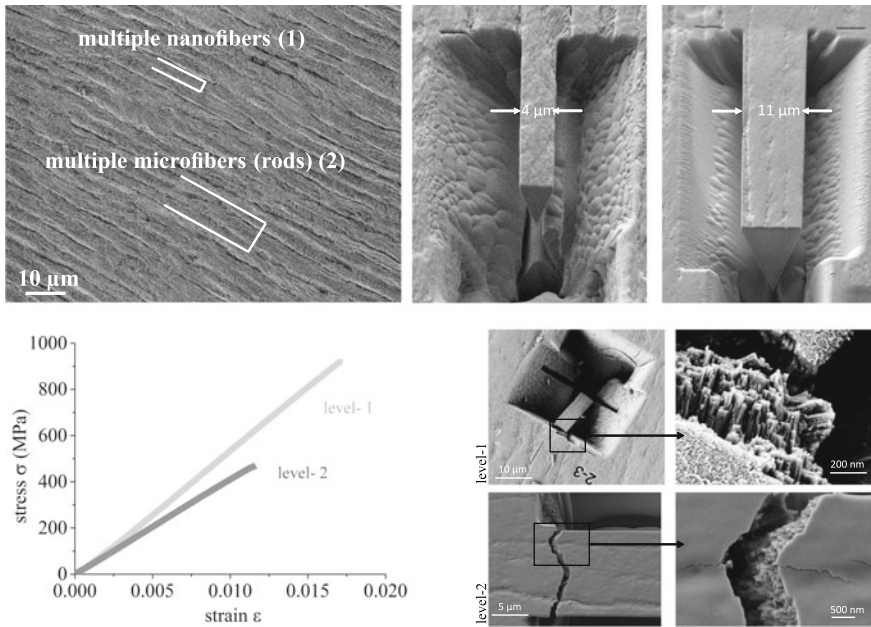 multiple nanofibers (1)
multiple microfibers (rods) (2)
10 μm
4 μm
11 μm
1000
800
600
400
200
0
stress σ (MPa)
level- 1
level- 2
0.000
0.005
0.010
0.015
0.020
strain ε
level-1
10 μm
2-3
200 nm
level-2
5 μm
500 nm